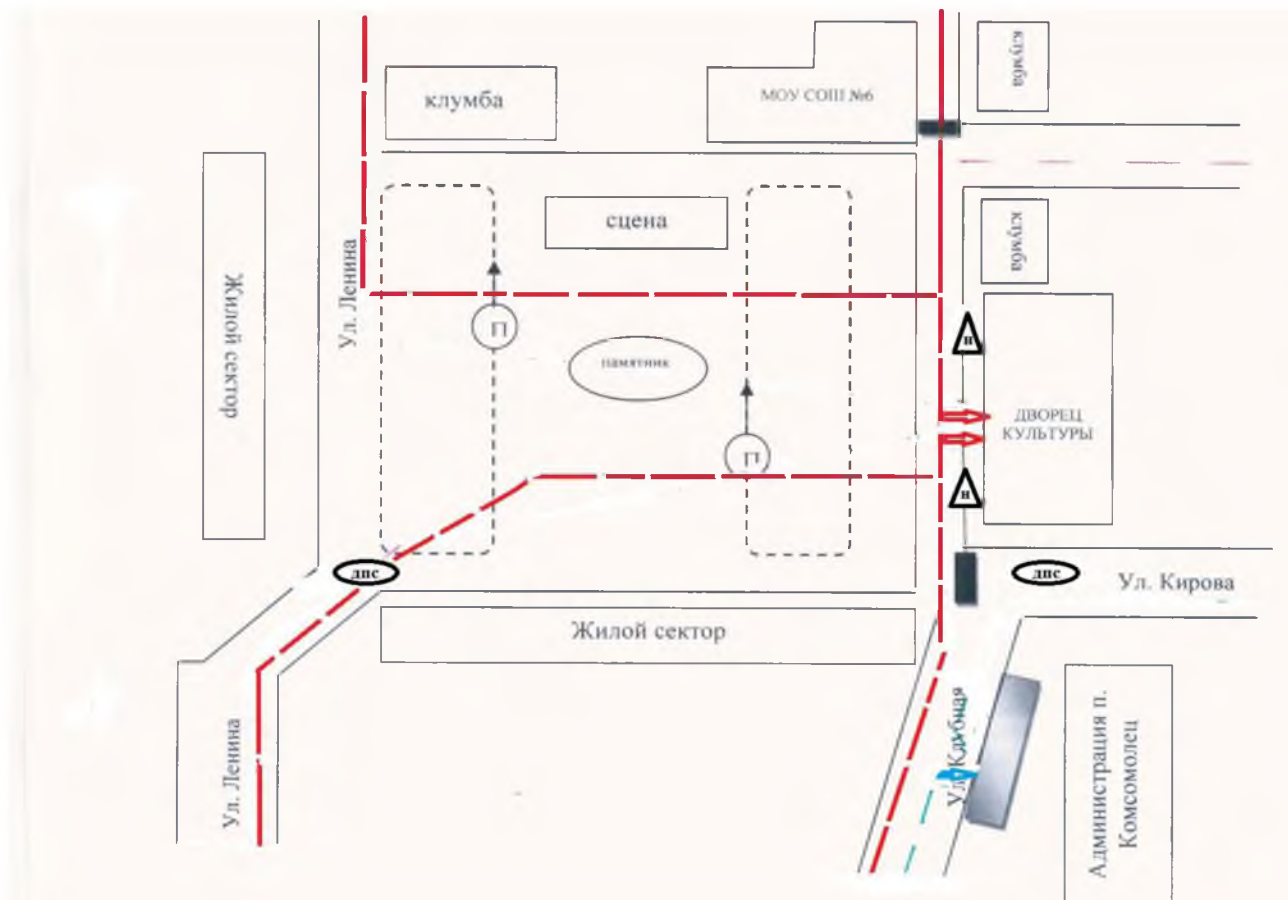 клумба
МОУ СОШ №6
клумба
сцена
клумба
Жилой сектор
Ул. Ленина
П
памятник
П
Н
ДВОРЕЦ
КУЛЬТУРЫ
Н
дпс
дпс
Ул. Кирова
Жилой сектор
Ул. Ленина
Ул. Клубная
Администрация п.
Комсомолец